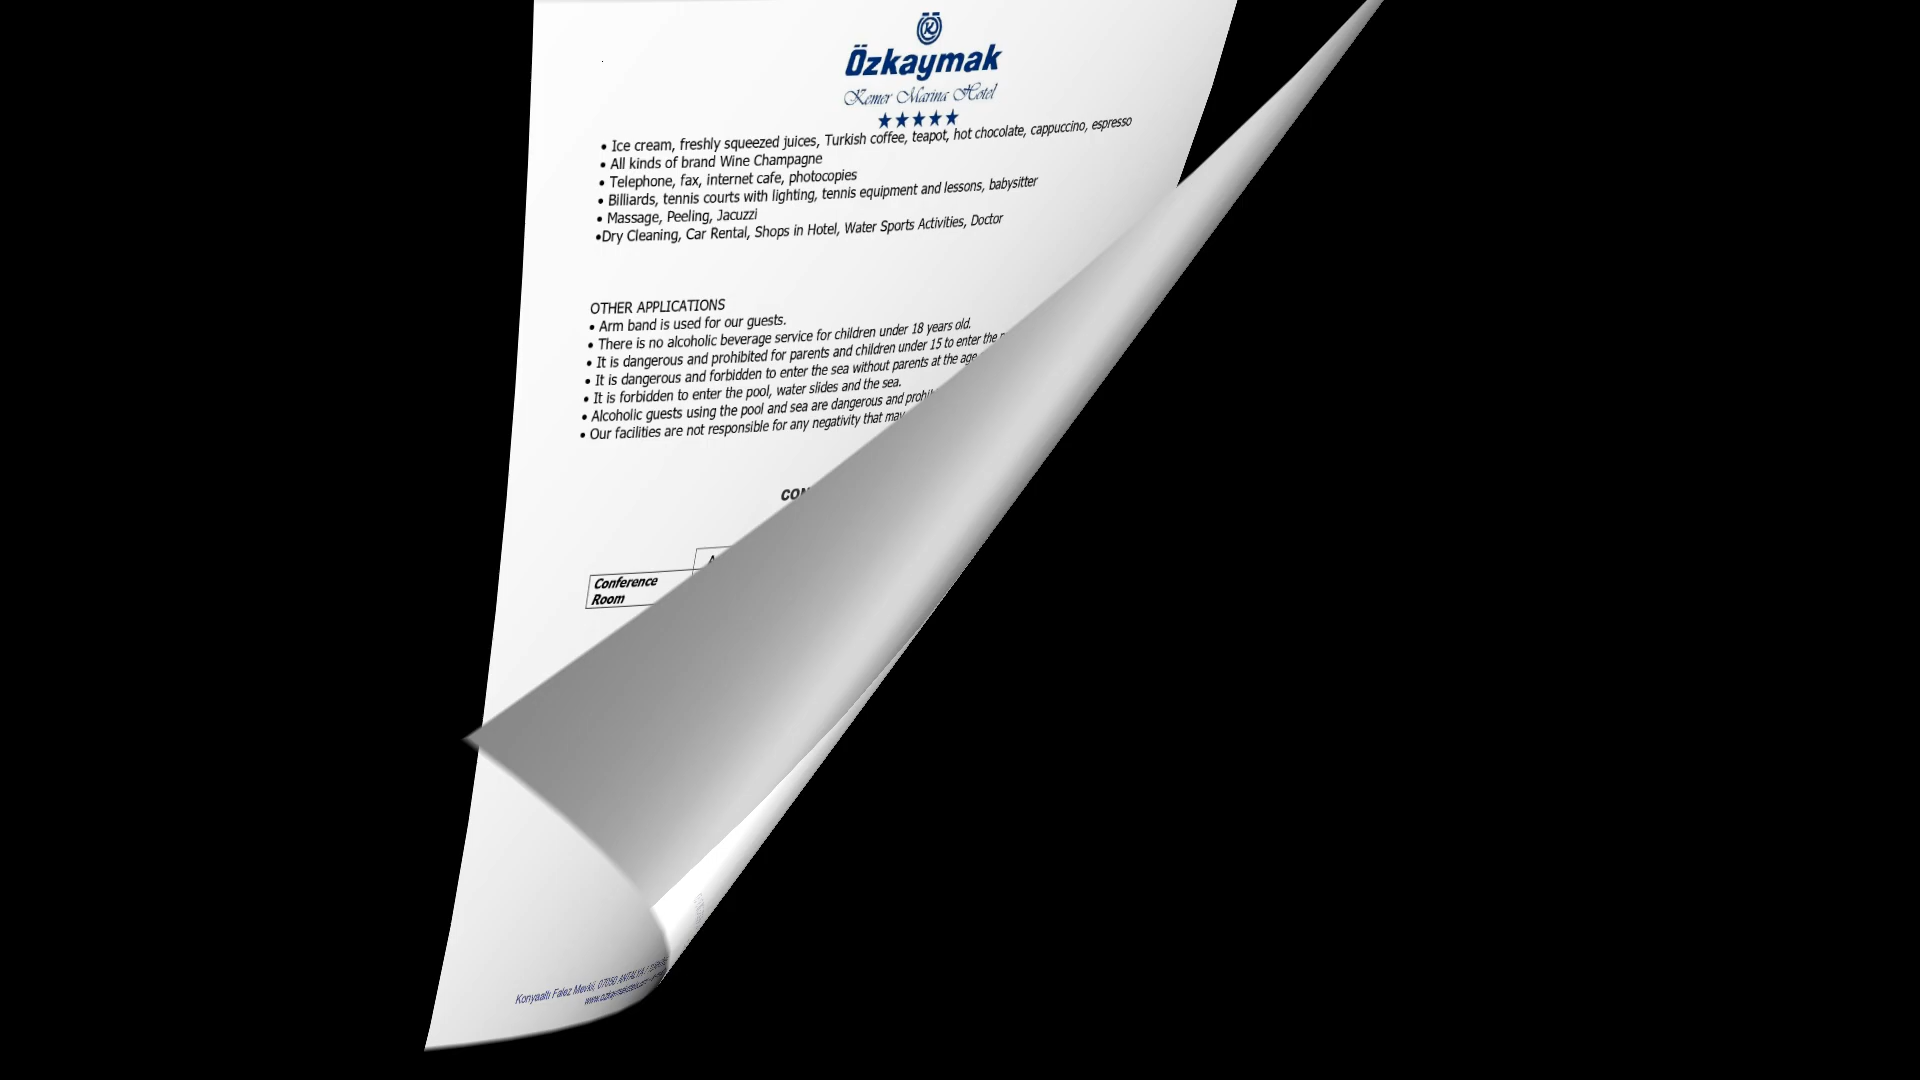 Özkaymak
Kemer Marina Hotel
• Ice cream, freshly squeezed juices, Turkish coffee, teapot, hot chocolate, cappuccino, espresso
• All kinds of brand Wine Champagne
• Telephone, fax, internet cafe, photocopies
• Billiards, tennis courts with lighting, tennis equipment and lessons, babysitter
• Massage, Peeling, Jacuzzi
•Dry Cleaning, Car Rental, Shops in Hotel, Water Sports Activities, Doctor
OTHER APPLICATIONS
• Arm band is used for our guests.
• There is no alcoholic beverage service for children under 18 years old.
• It is dangerous and prohibited for parents and children under 15 to enter the
• It is dangerous and forbidden to enter the sea without parents at the age
• It is forbidden to enter the pool, water slides and the sea.
• Alcoholic guests using the pool and sea are dangerous and
• Our facilities are not responsible for any negativity that may
Conference
Room
Konyaaltı Falez Mevkii, 07050 ANTALYA /